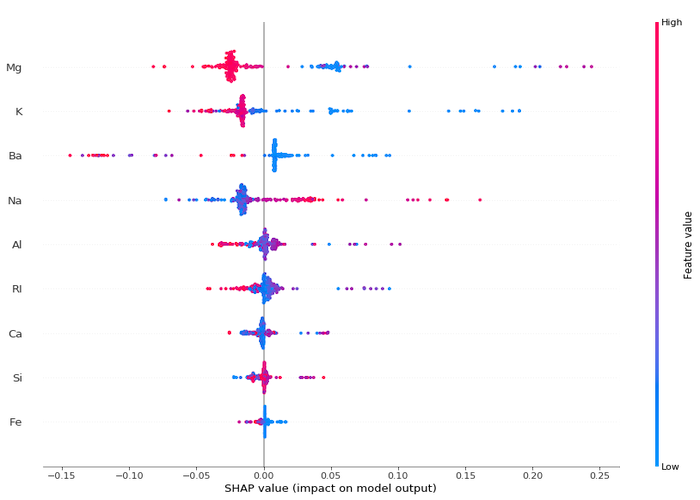 High
Mg
K
Ba
Na
Al
RI
Ca
Si
Fe
Feature value
Low
−0.15 −0.10 −0.05 0.00 0.05 0.10 0.15 0.20 0.25
SHAP value (impact on model output)